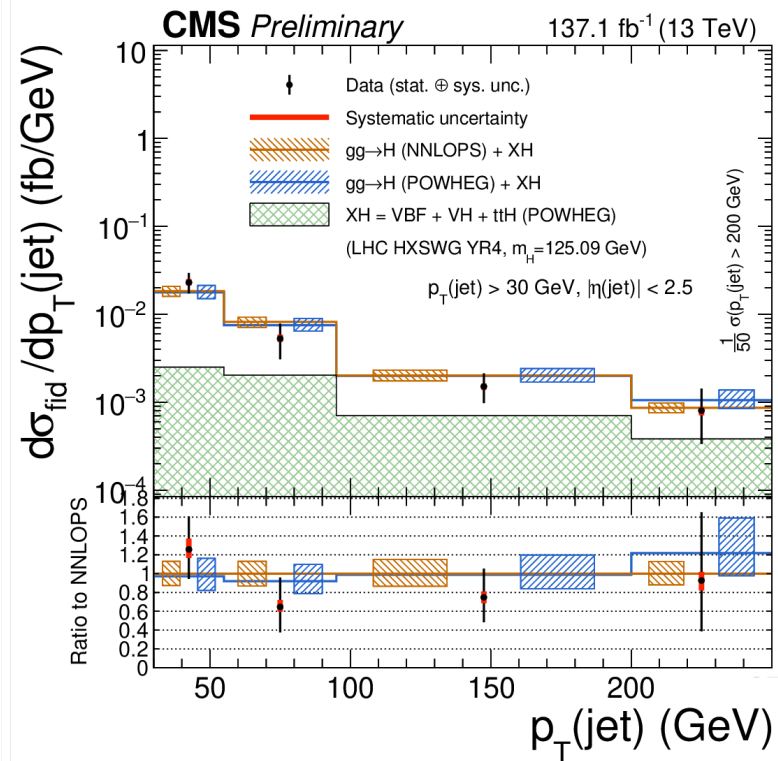 CMS Preliminary 137.1 fb⁻¹ (13 TeV)
dσ_fid/dp_T(jet) (fb/GeV)
10
1
10⁻¹
10⁻²
10⁻³
10⁻⁴
Data (stat. ⊕ sys. unc.)
Systematic uncertainty
gg→H (NNLOPS) + XH
gg→H (POWHEG) + XH
XH = VBF + VH + ttH (POWHEG)
(LHC HXSWG YR4, m_H=125.09 GeV)
p_T(jet) > 30 GeV, |η(jet)| < 2.5
1/50 σ(p_T(jet) > 200 GeV)
Ratio to NNLOPS
1.8
1.6
1.4
1.2
1
0.8
0.6
0.4
0.2
0
50 100 150 200
p_T(jet) (GeV)